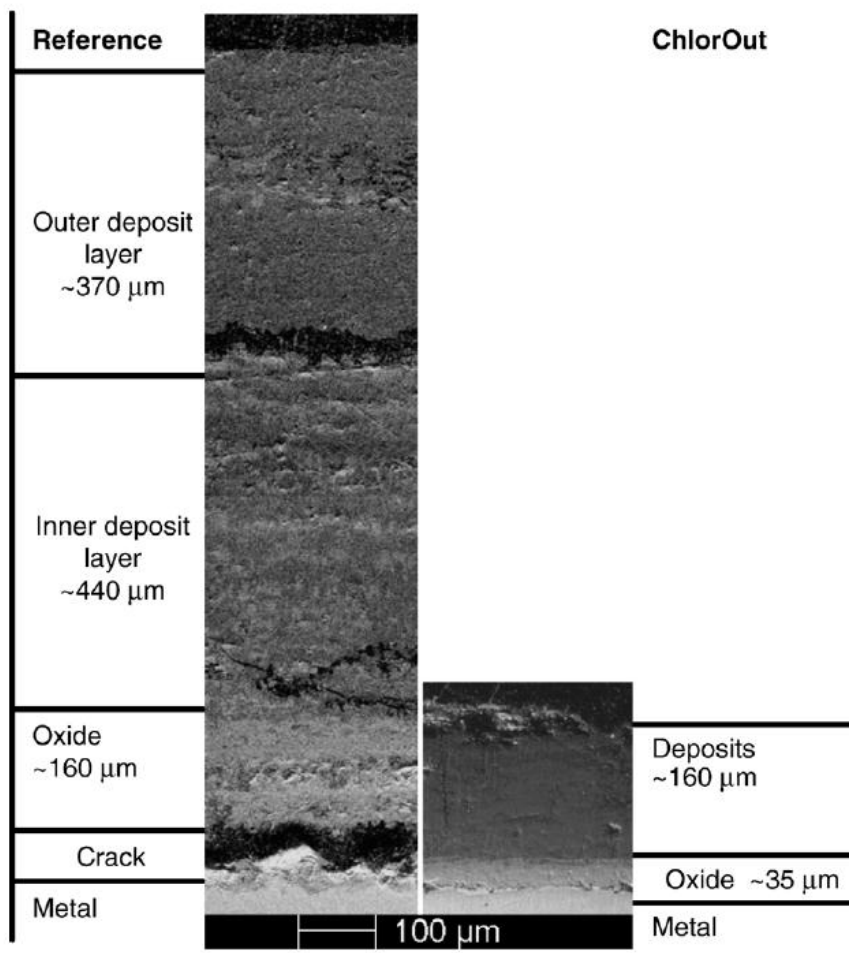 Reference
ChlorOut
Outer deposit
layer
~370 μm
Inner deposit
layer
~440 μm
Oxide
~160 μm
Crack
Metal
Deposits
~160 μm
Oxide ~35 μm
Metal
100 μm